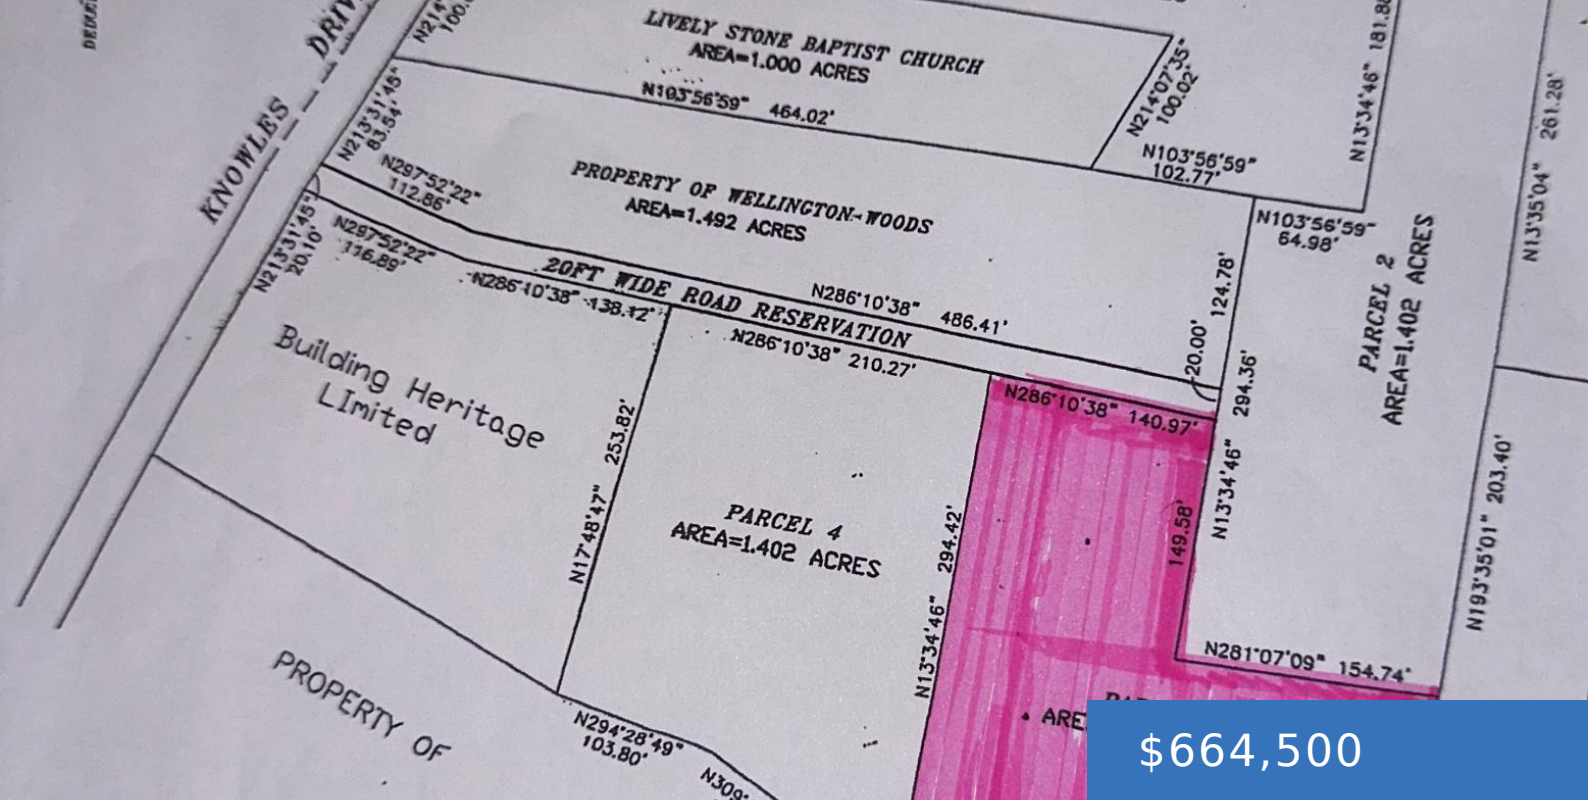 LIVELY STONE BAPTIST CHURCH
AREA=1.000 ACRES
N103°56'59" 464.02'
N214°07'35"
100.02'
N103°56'59"
102.77'
N13°34'46" 181.8
261.28'
N13°35'04"
KNOWLES DRIV
N213°31'45"
83.54'
N297°52'22"
112.86'
PROPERTY OF WELLINGTON-WOODS
AREA=1.492 ACRES
N103°56'59"
64.98'
PARCEL 2
AREA=1.402 ACRES
124.78'
20.00'
N213°31'45"
20.10'
N297°52'22"
116.89'
N286°10'38" 138.12'
20FT WIDE ROAD RESERVATION
N286°10'38" 486.41'
N286°10'38" 210.27'
N286°10'38" 140.97'
294.36'
N13°34'46"
149.58'
Building Heritage
LImited
N17°48'47" 253.82'
PARCEL 4
AREA=1.402 ACRES
N13°34'46" 294.42'
N193°35'01" 203.40'
N281°07'09" 154.74'
PROPERTY OF
N294°28'49"
103.80'
N309°
ARE
$664,500